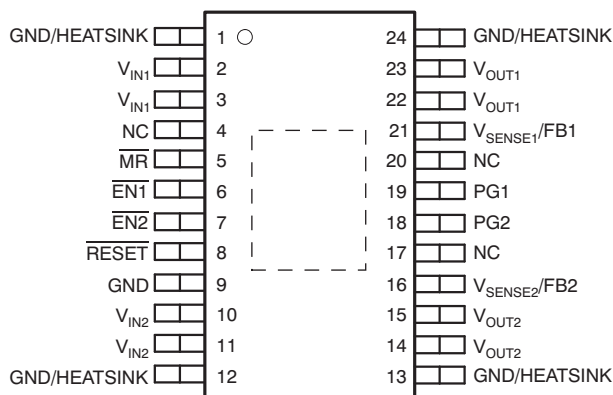 GND/HEATSINK 1 24 GND/HEATSINK
VIN1 2 23 VOUT1
VIN1 3 22 VOUT1
NC 4 21 VSENSE1/FB1
MR 5 20 NC
EN1 6 19 PG1
EN2 7 18 PG2
RESET 8 17 NC
GND 9 16 VSENSE2/FB2
VIN2 10 15 VOUT2
VIN2 11 14 VOUT2
GND/HEATSINK 12 13 GND/HEATSINK